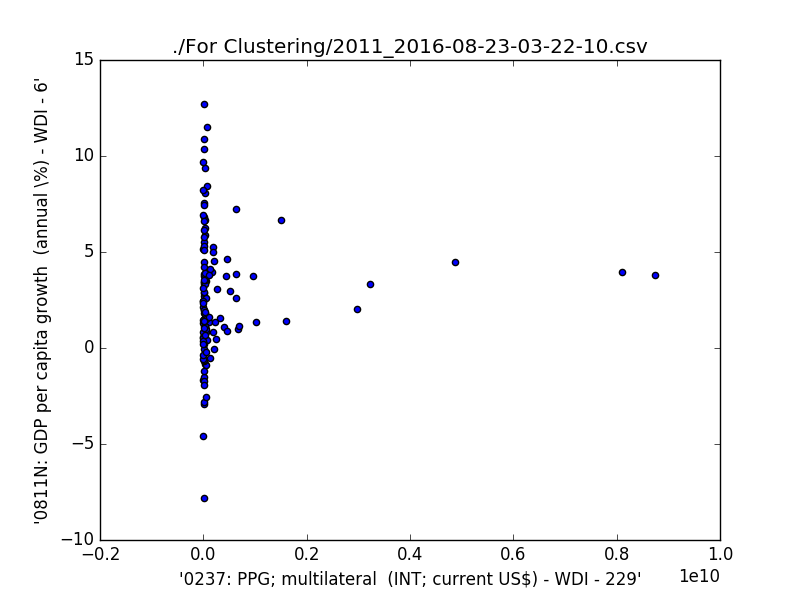 ./For Clustering/2011_2016-08-23-03-22-10.csv
15
10
5
0
−5
−10
'0811N: GDP per capita growth  (annual \%) - WDI - 6'
−0.2 0.0 0.2 0.4 0.6 0.8 1.0
1e10
'0237: PPG; multilateral  (INT; current US$) - WDI - 229'